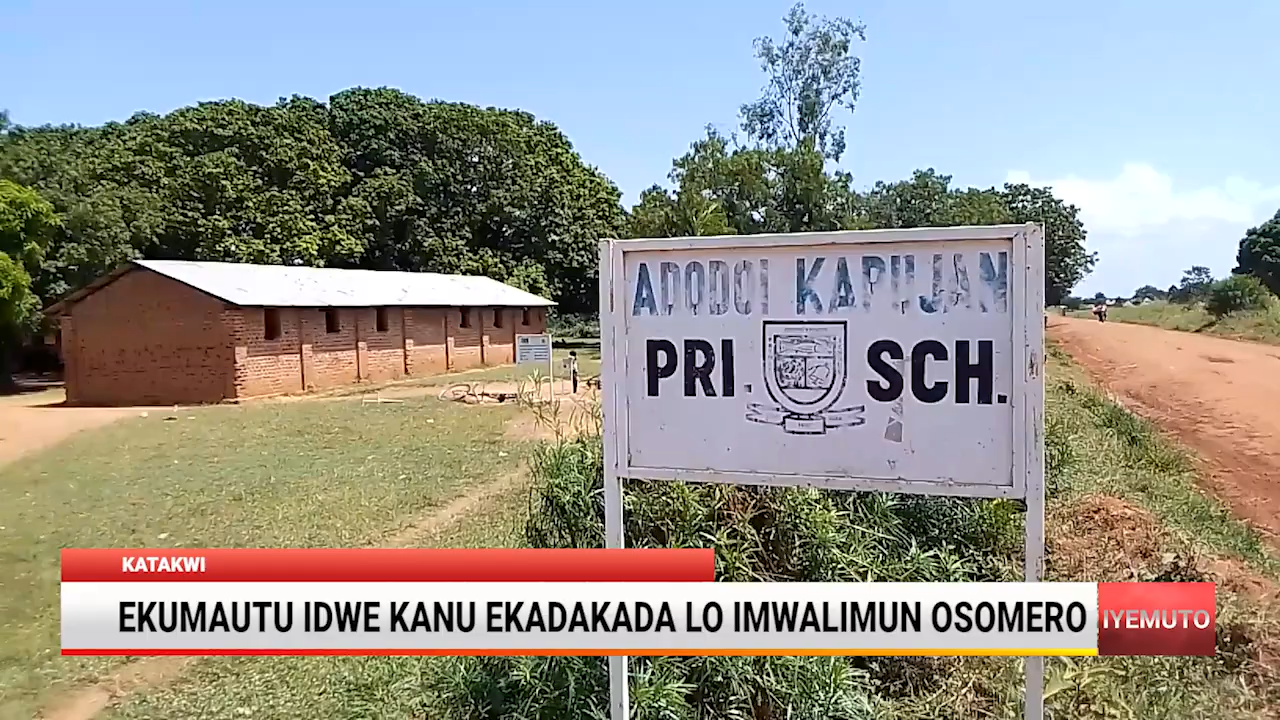 ADODOI KAPUJAN
PRI. SCH.
KATAKWI
EKUMAUTU IDWE KANU EKADAKADA LO IMWALIMUN OSOMERO
IYEMUTO